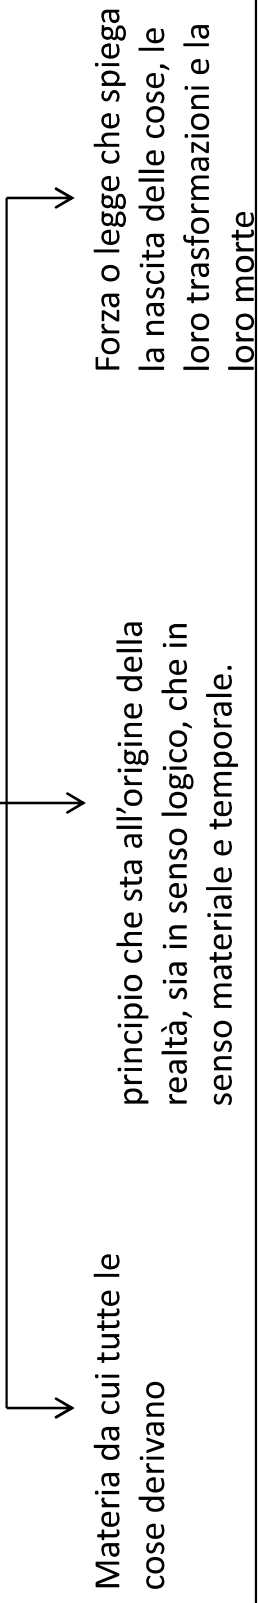 Materia da cui tutte le
cose derivano
principio che sta all’origine della
realtà, sia in senso logico, che in
senso materiale e temporale.
Forza o legge che spiega
la nascita delle cose, le
loro trasformazioni e la
loro morte